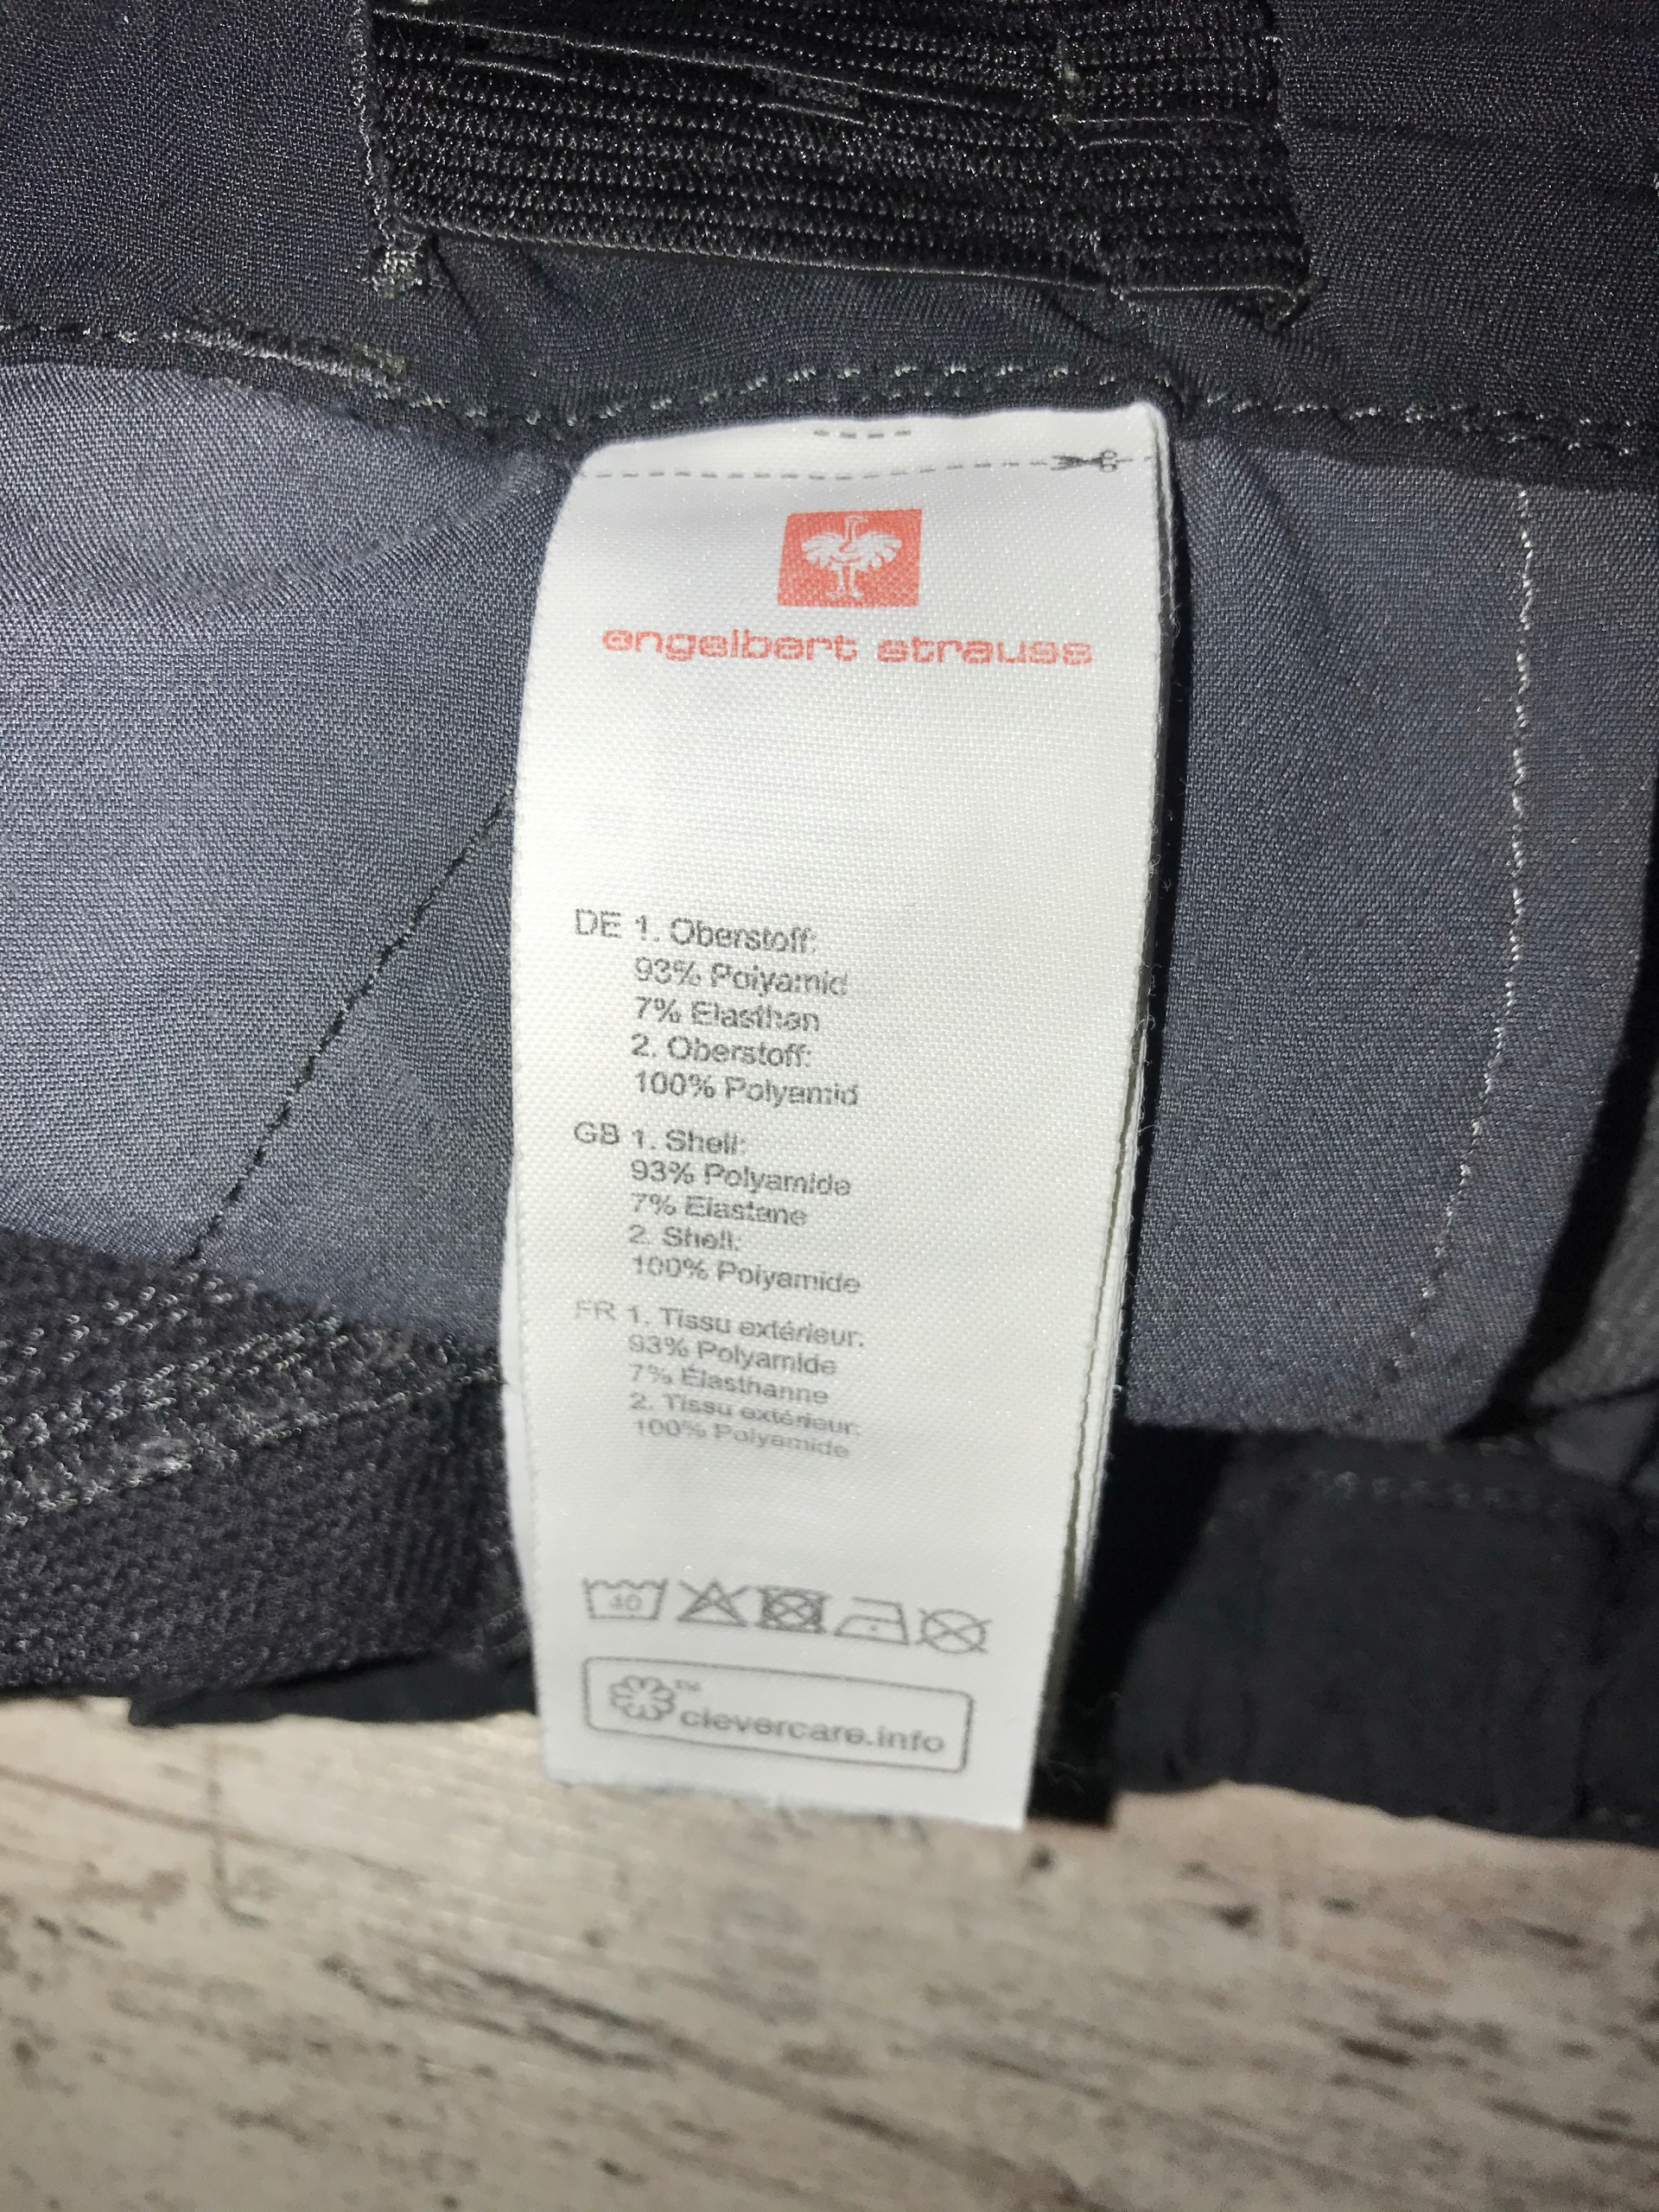 engelbert strauss
DE 1. Oberstoff:
93% Polyamid
7% Elasthan
2. Oberstoff:
100% Polyamid
GB 1. Shell:
93% Polyamide
7% Elastane
2. Shell:
100% Polyamide
FR 1. Tissu extérieur:
93% Polyamide
7% Élasthanne
2. Tissu extérieur:
100% Polyamide
40
™
clevercare.info